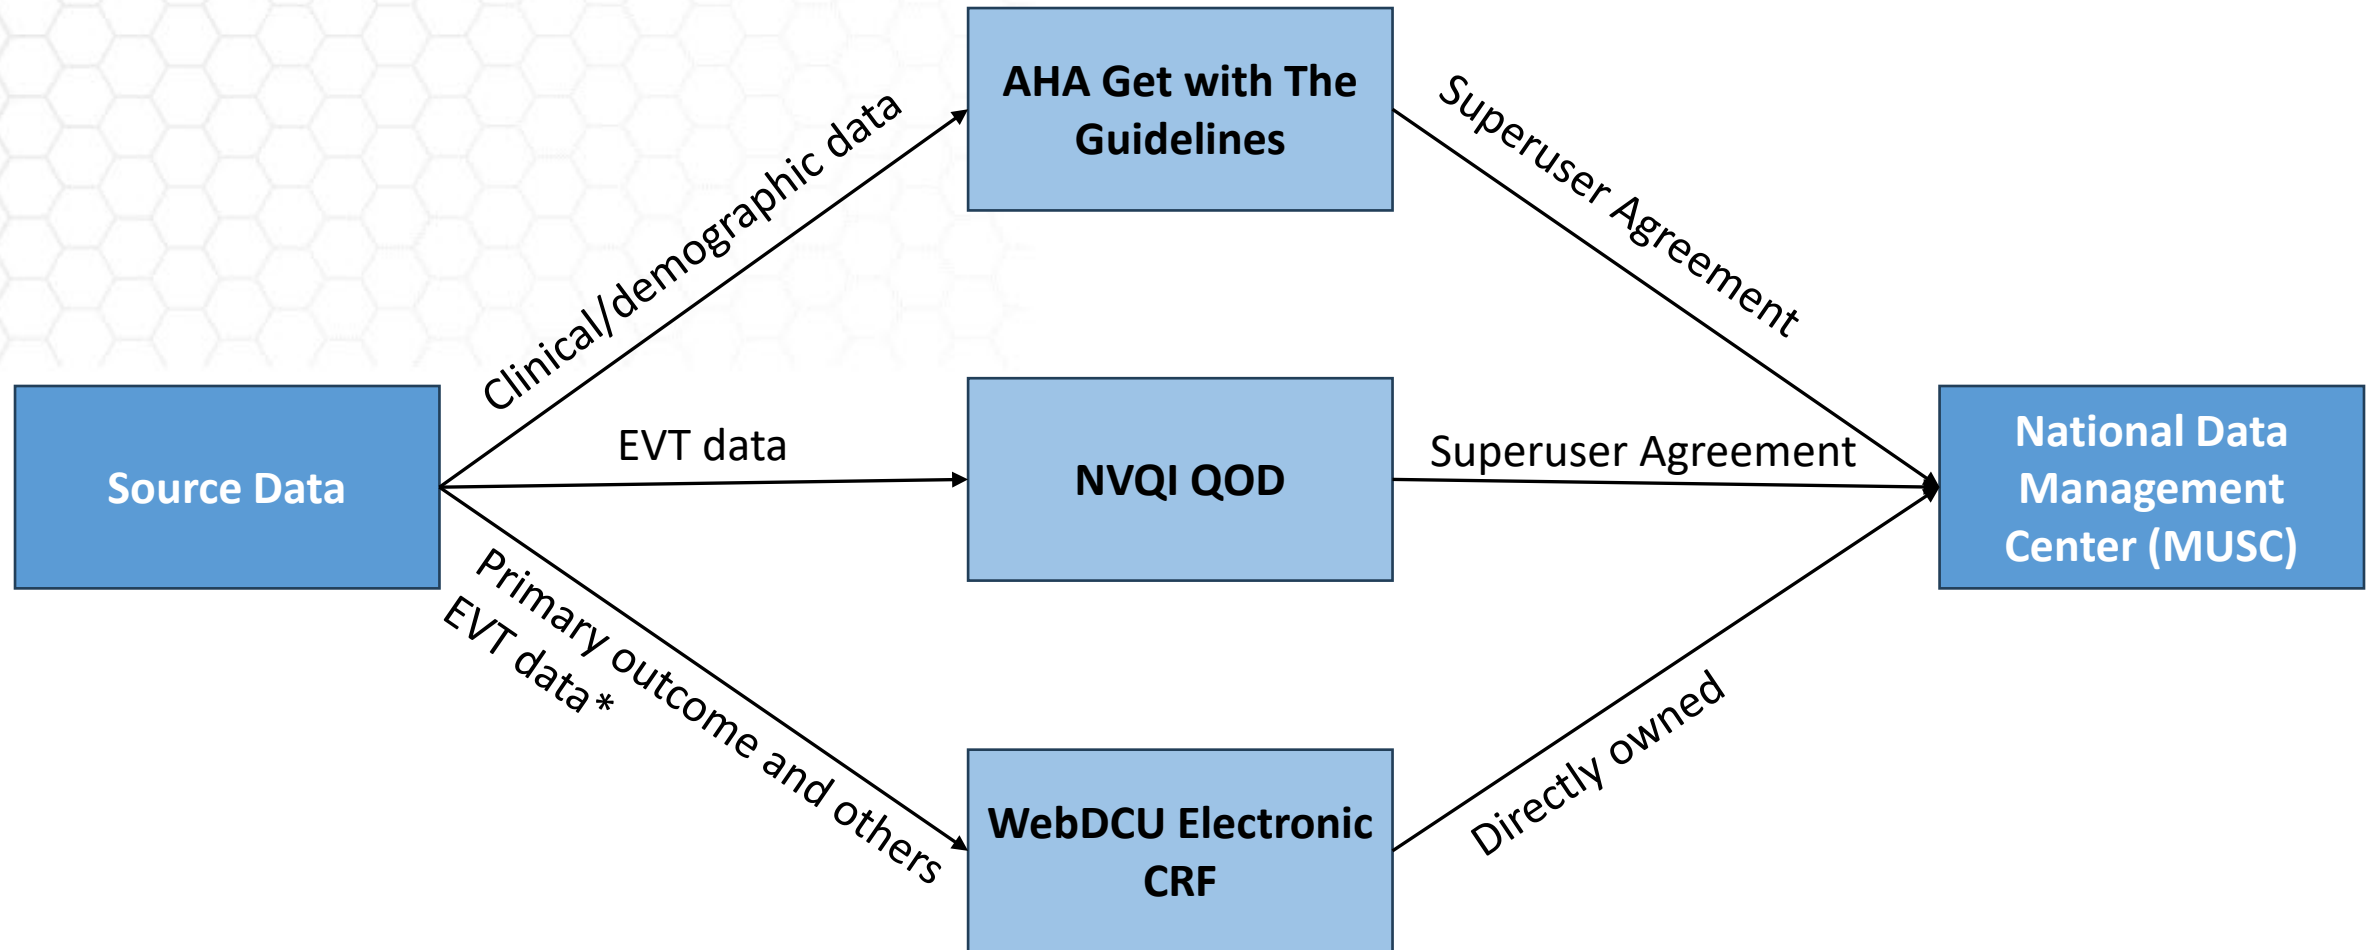 AHA Get with The
Guidelines
Clinical/demographic data
Superuser Agreement
Source Data
EVT data
NVQI QOD
Superuser Agreement
National Data
Management
Center (MUSC)
Primary outcome and others
EVT data*
WebDCU Electronic
CRF
Directly owned